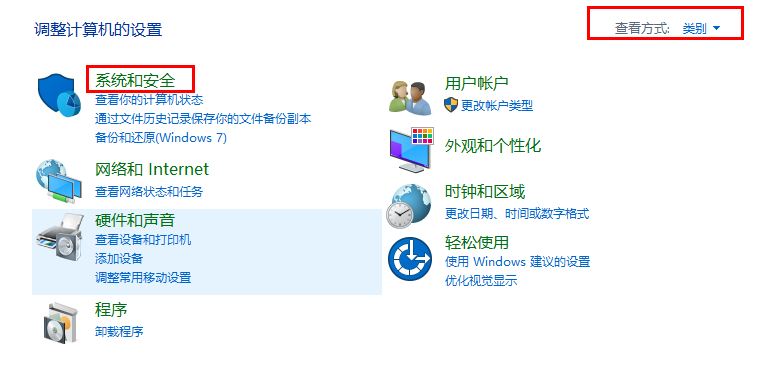 调整计算机的设置
查看方式: 类别
系统和安全
查看你的计算机状态
通过文件历史记录保存你的文件备份副本
备份和还原(Windows 7)
网络和 Internet
查看网络状态和任务
硬件和声音
查看设备和打印机
添加设备
调整常用移动设置
程序
卸载程序
用户帐户
更改帐户类型
外观和个性化
时钟和区域
更改日期、时间或数字格式
轻松使用
使用 Windows 建议的设置
优化视觉显示